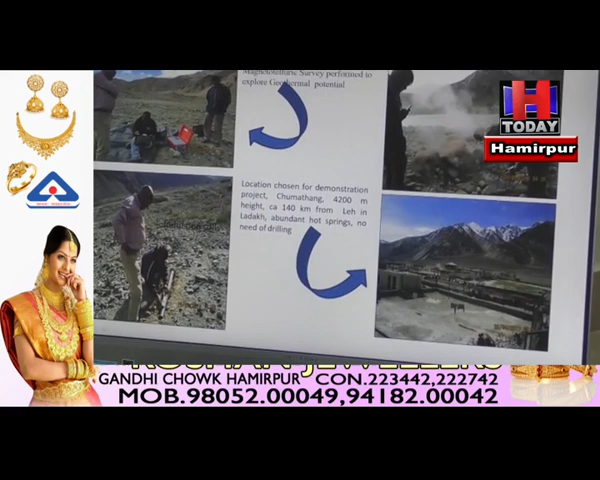 Magnetotelluric Survey performed to
explore Geothermal potential
H
TODAY
Hamirpur
Location chosen for demonstration
project, Chumathang, 4200 m
height, ca 140 km from Leh in
Ladakh, abundant hot springs, no
need of drilling
ROSHAN JEWELLERS
GANDHI CHOWK HAMIRPUR CON.223442,222742
MOB.98052.00049,94182.00042